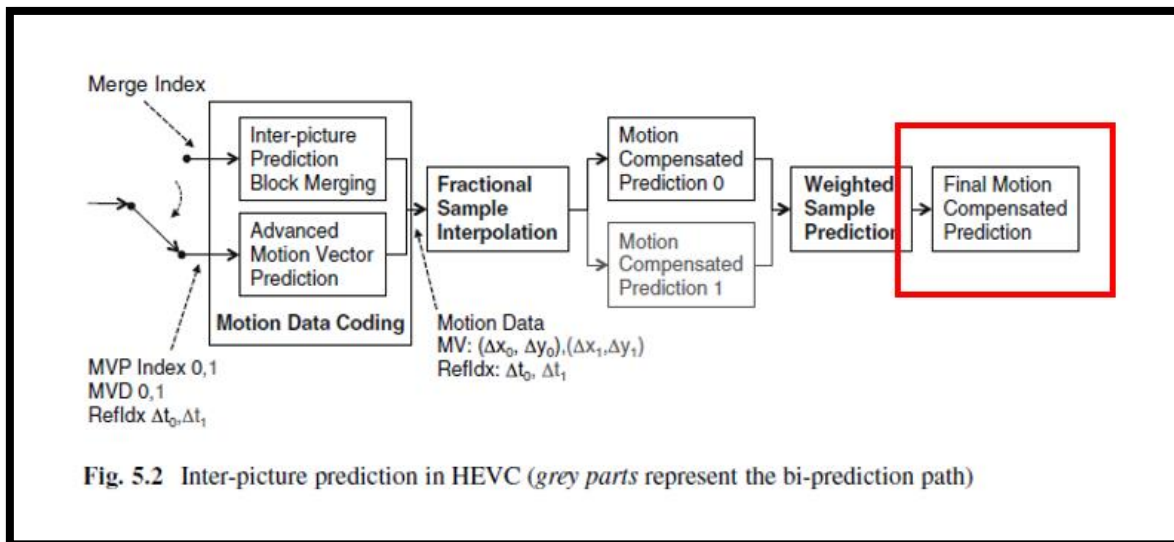 Merge Index
Inter-picture
Prediction
Block Merging
Advanced
Motion Vector
Prediction
Motion Data Coding
MVP Index 0,1
MVD 0,1
RefIdx Δt₀,Δt₁
Motion Data
MV: (Δx₀, Δy₀),(Δx₁,Δy₁)
RefIdx: Δt₀, Δt₁
Fractional
Sample
Interpolation
Motion
Compensated
Prediction 0
Motion
Compensated
Prediction 1
Weighted
Sample
Prediction
Final Motion
Compensated
Prediction
Fig. 5.2 Inter-picture prediction in HEVC (grey parts represent the bi-prediction path)